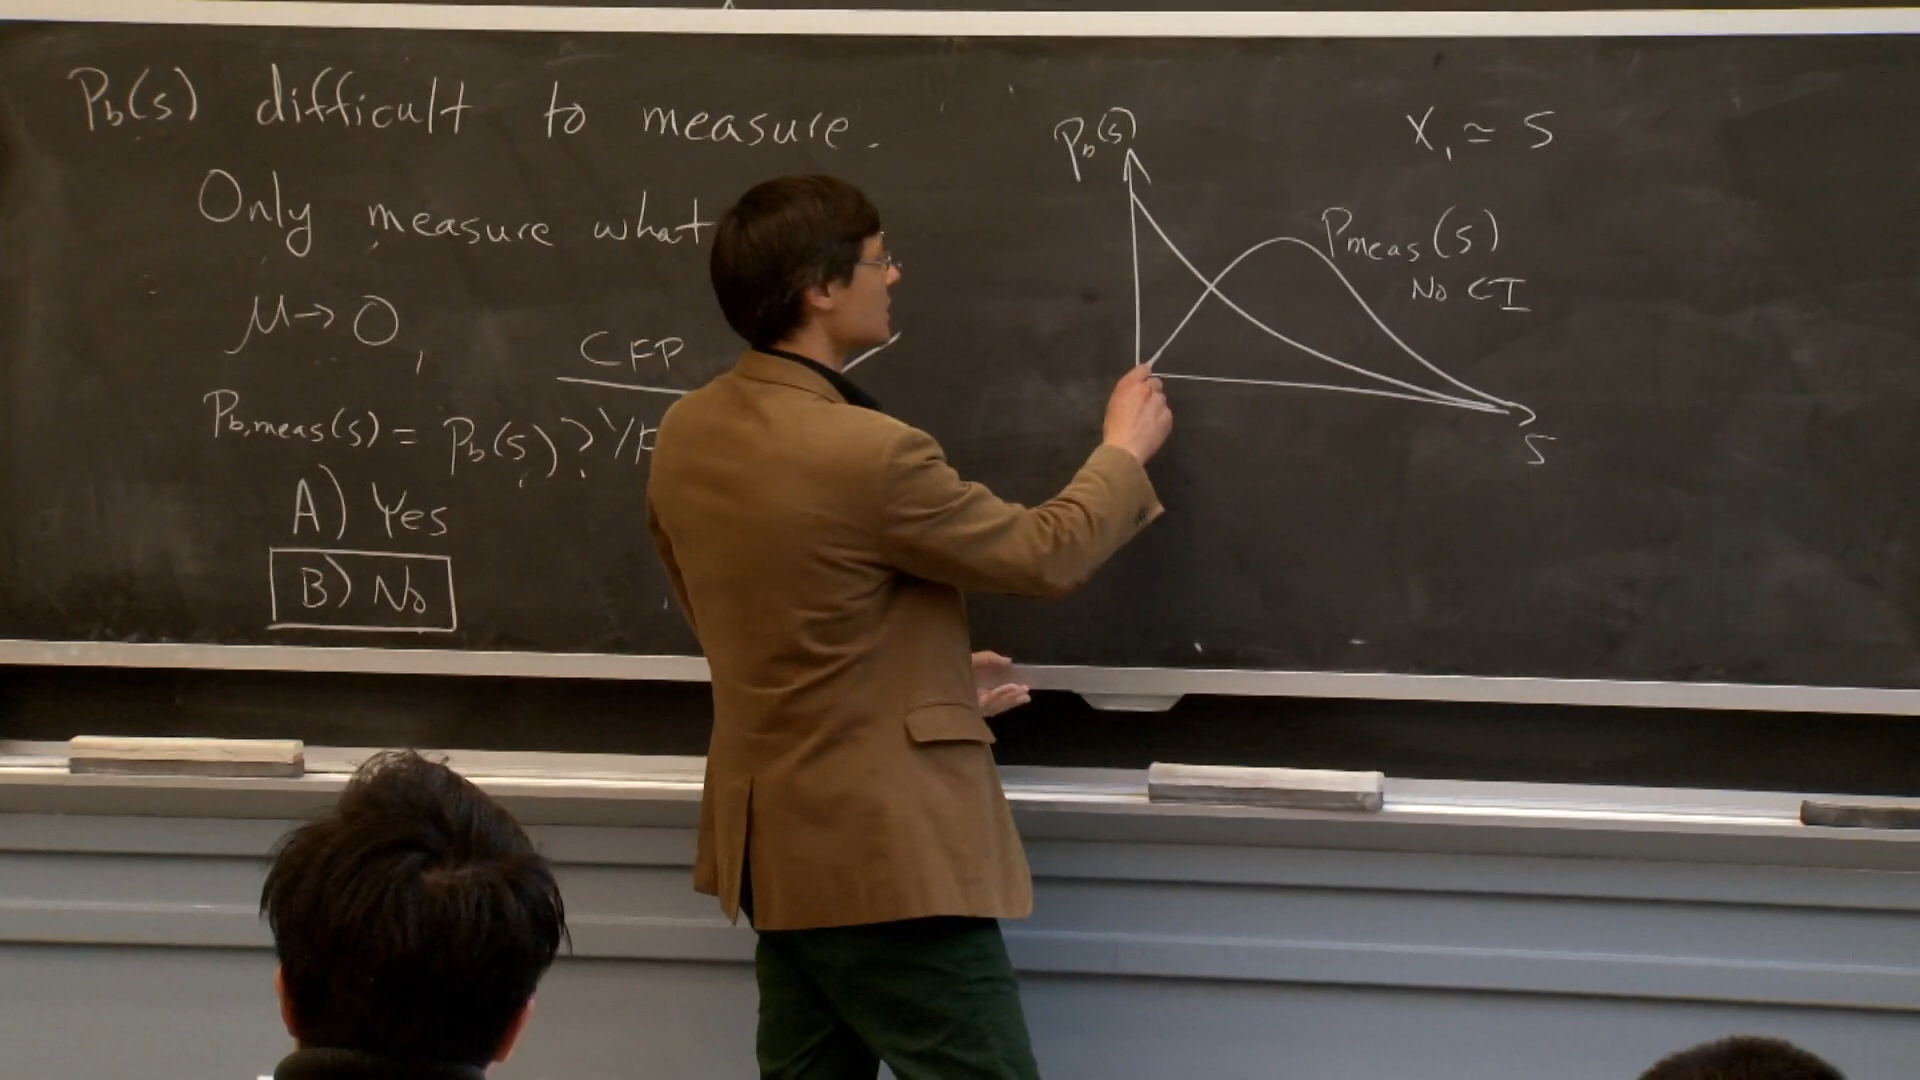 Pb(s) difficult to measure.
Only measure what
μ→0,
CFP
Pb,meas(s) = Pb(s)? Y/
A) Yes
B) No
Pb(s)
X₁ ≃ S
Pmeas(s)
No CI
S